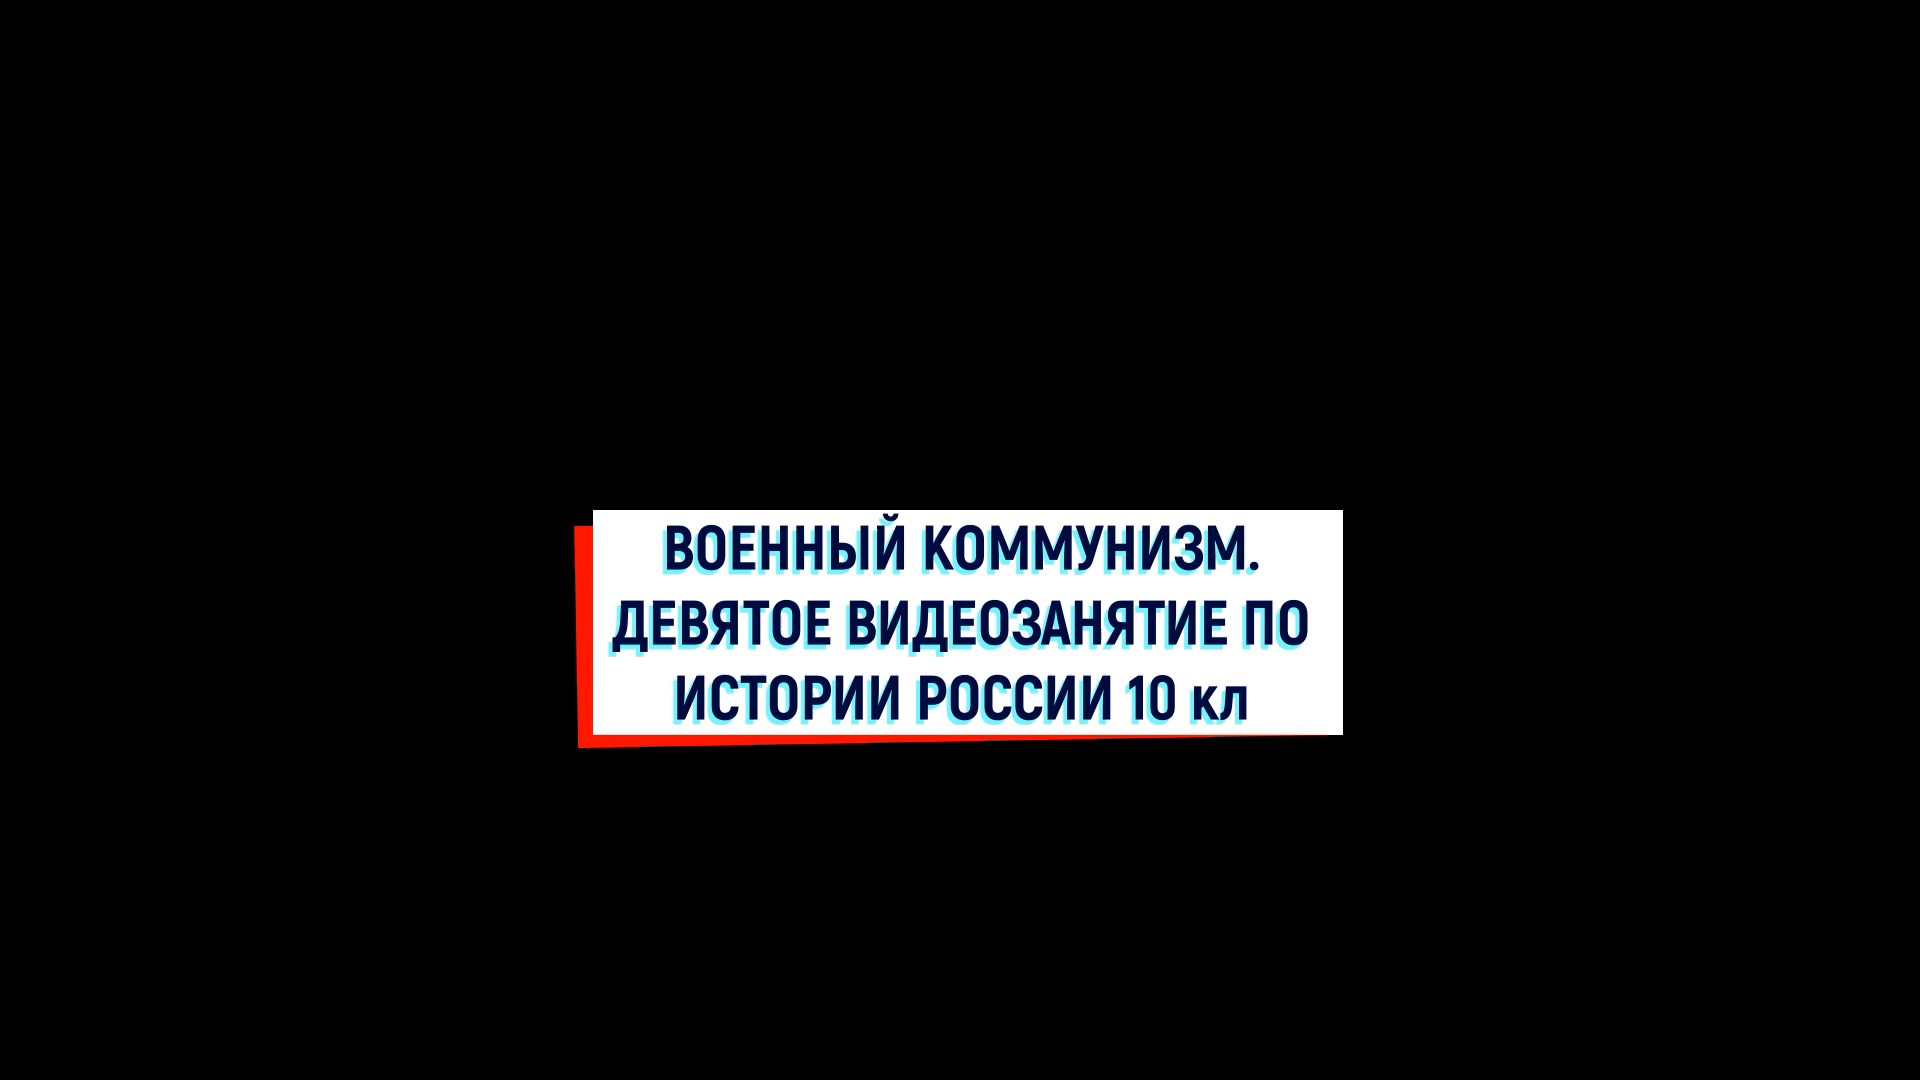 ВОЕННЫЙ КОММУНИЗМ.
ДЕВЯТОЕ ВИДЕОЗАНЯТИЕ ПО
ИСТОРИИ РОССИИ 10 кл